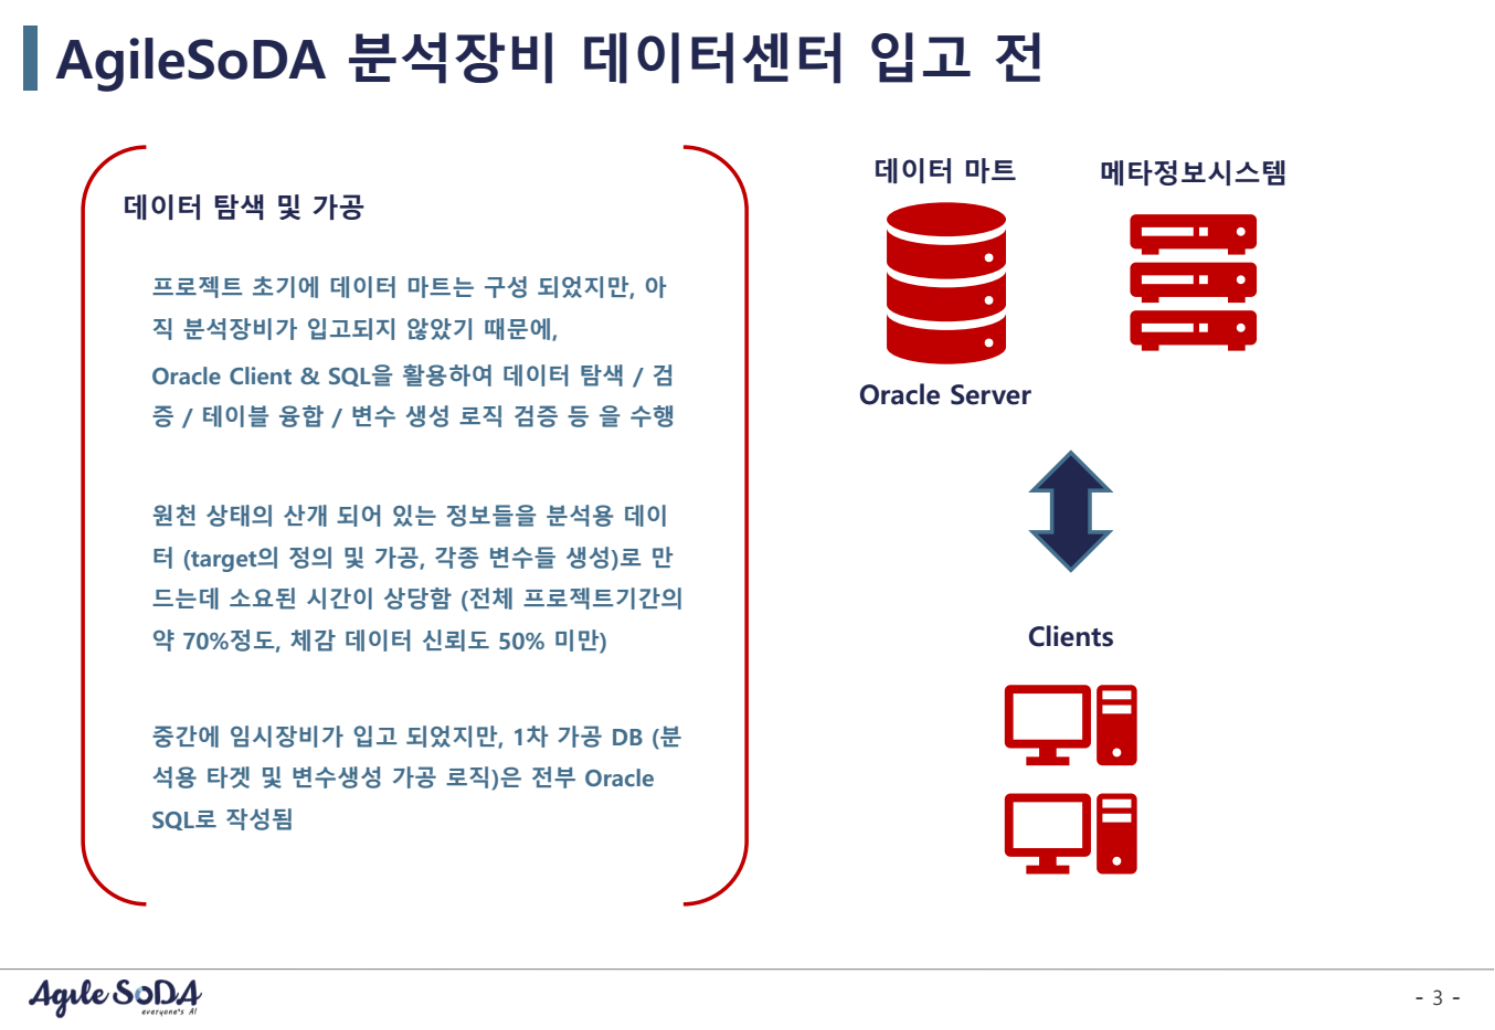 AgileSoDA 분석장비 데이터센터 입고 전
데이터 탐색 및 가공
프로젝트 초기에 데이터 마트는 구성 되었지만, 아
직 분석장비가 입고되지 않았기 때문에,
Oracle Client & SQL을 활용하여 데이터 탐색 / 검
증 / 테이블 융합 / 변수 생성 로직 검증 등 을 수행
원천 상태의 산개 되어 있는 정보들을 분석용 데이
터 (target의 정의 및 가공, 각종 변수들 생성)로 만
드는데 소요된 시간이 상당함 (전체 프로젝트기간의
약 70%정도, 체감 데이터 신뢰도 50% 미만)
중간에 임시장비가 입고 되었지만, 1차 가공 DB (분
석용 타겟 및 변수생성 가공 로직)은 전부 Oracle
SQL로 작성됨
데이터 마트
메타정보시스템
Oracle Server
Clients
Agile SoDA
everyone's AI
- 3 -